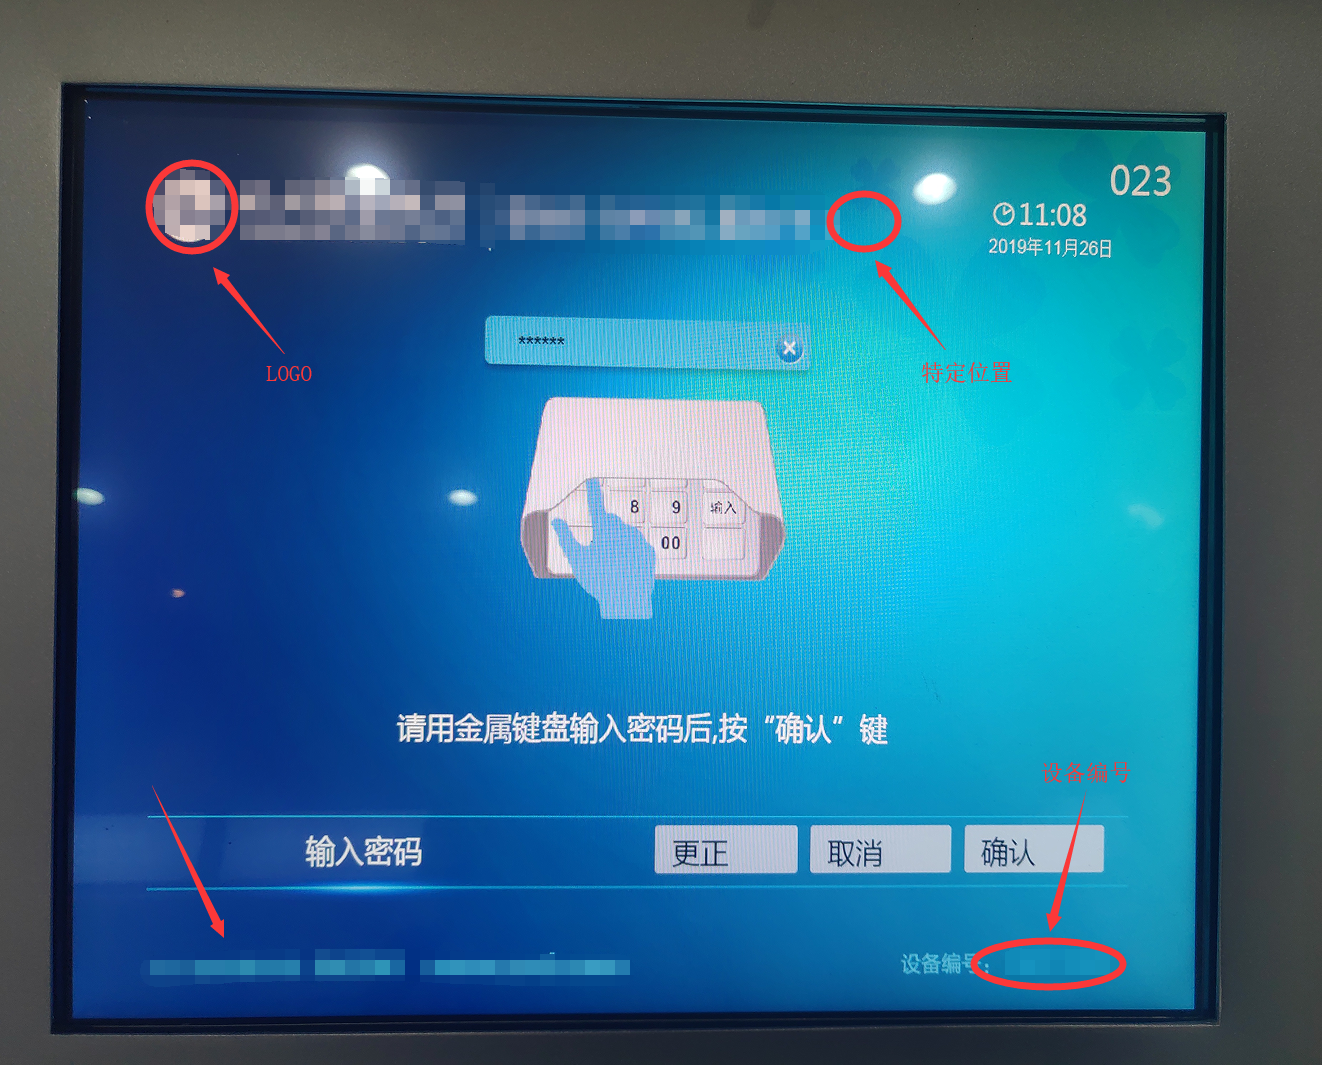 023
11:08
2019年11月26日
******
LOGO
特定位置
8 9 输入
00
请用金属键盘输入密码后,按“确认”键
设备编号
输入密码 更正 取消 确认
设备编号: